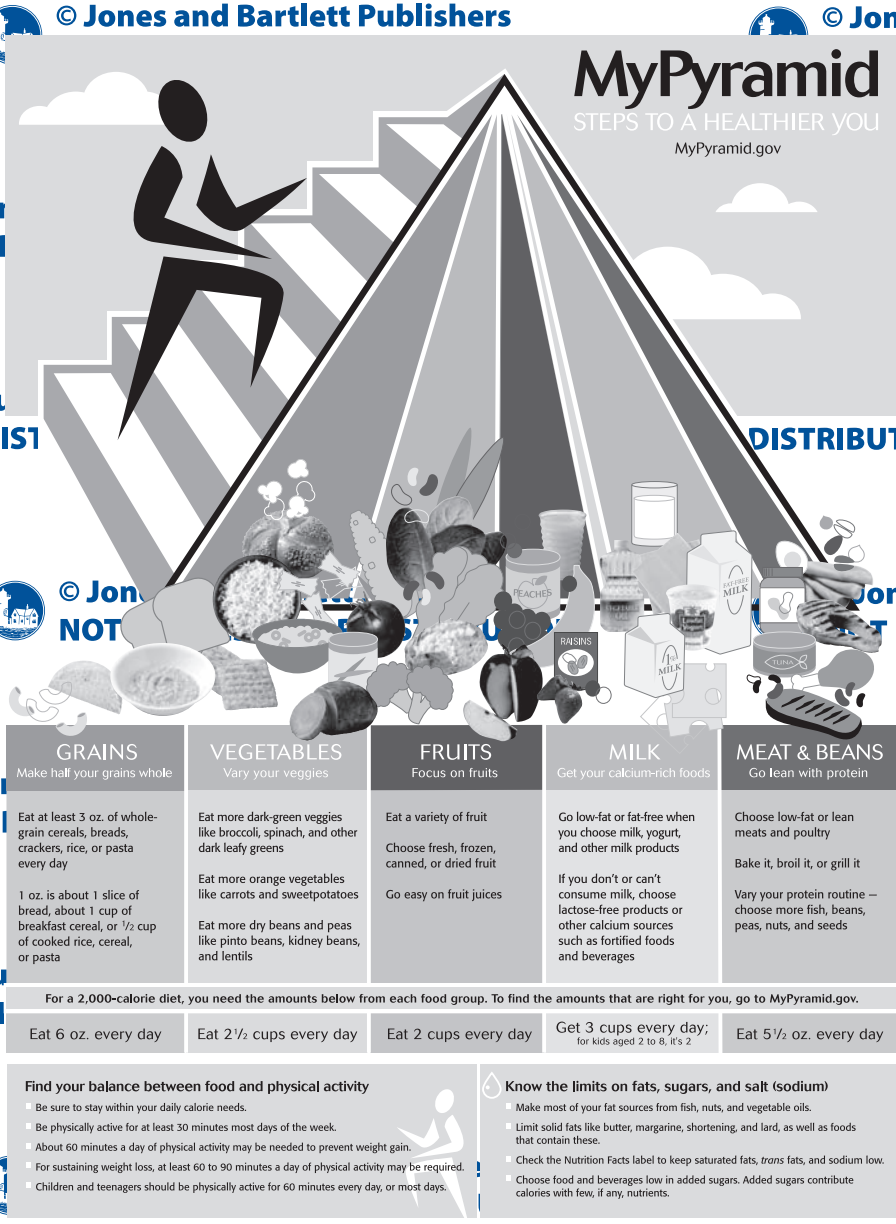 © Jones and Bartlett Publishers
© Jon
MyPyramid
STEPS TO A HEALTHIER YOU
MyPyramid.gov
IST
DISTRIBUT
© Jon
NOT
PEACHES
FAT-FREE
MILK
VEGETABLE
RAISINS
1%
MILK
TUNA
GRAINS
Make half your grains whole
Eat at least 3 oz. of whole-
grain cereals, breads,
crackers, rice, or pasta
every day
1 oz. is about 1 slice of
bread, about 1 cup of
breakfast cereal, or 1/2 cup
of cooked rice, cereal,
or pasta
VEGETABLES
Vary your veggies
Eat more dark-green veggies
like broccoli, spinach, and other
dark leafy greens
Eat more orange vegetables
like carrots and sweetpotatoes
Eat more dry beans and peas
like pinto beans, kidney beans,
and lentils
FRUITS
Focus on fruits
Eat a variety of fruit
Choose fresh, frozen,
canned, or dried fruit
Go easy on fruit juices
MILK
Get your calcium-rich foods
Go low-fat or fat-free when
you choose milk, yogurt,
and other milk products
If you don't or can't
consume milk, choose
lactose-free products or
other calcium sources
such as fortified foods
and beverages
MEAT & BEANS
Go lean with protein
Choose low-fat or lean
meats and poultry
Bake it, broil it, or grill it
Vary your protein routine —
choose more fish, beans,
peas, nuts, and seeds
For a 2,000-calorie diet, you need the amounts below from each food group. To find the amounts that are right for you, go to MyPyramid.gov.
Eat 6 oz. every day
Eat 2 1/2 cups every day
Eat 2 cups every day
Get 3 cups every day;
for kids aged 2 to 8, it's 2
Eat 5 1/2 oz. every day
Find your balance between food and physical activity
Be sure to stay within your daily calorie needs.
Be physically active for at least 30 minutes most days of the week.
About 60 minutes a day of physical activity may be needed to prevent weight gain.
For sustaining weight loss, at least 60 to 90 minutes a day of physical activity may be required.
Children and teenagers should be physically active for 60 minutes every day, or most days.
Know the limits on fats, sugars, and salt (sodium)
Make most of your fat sources from fish, nuts, and vegetable oils.
Limit solid fats like butter, margarine, shortening, and lard, as well as foods
that contain these.
Check the Nutrition Facts label to keep saturated fats, trans fats, and sodium low.
Choose food and beverages low in added sugars. Added sugars contribute
calories with few, if any, nutrients.